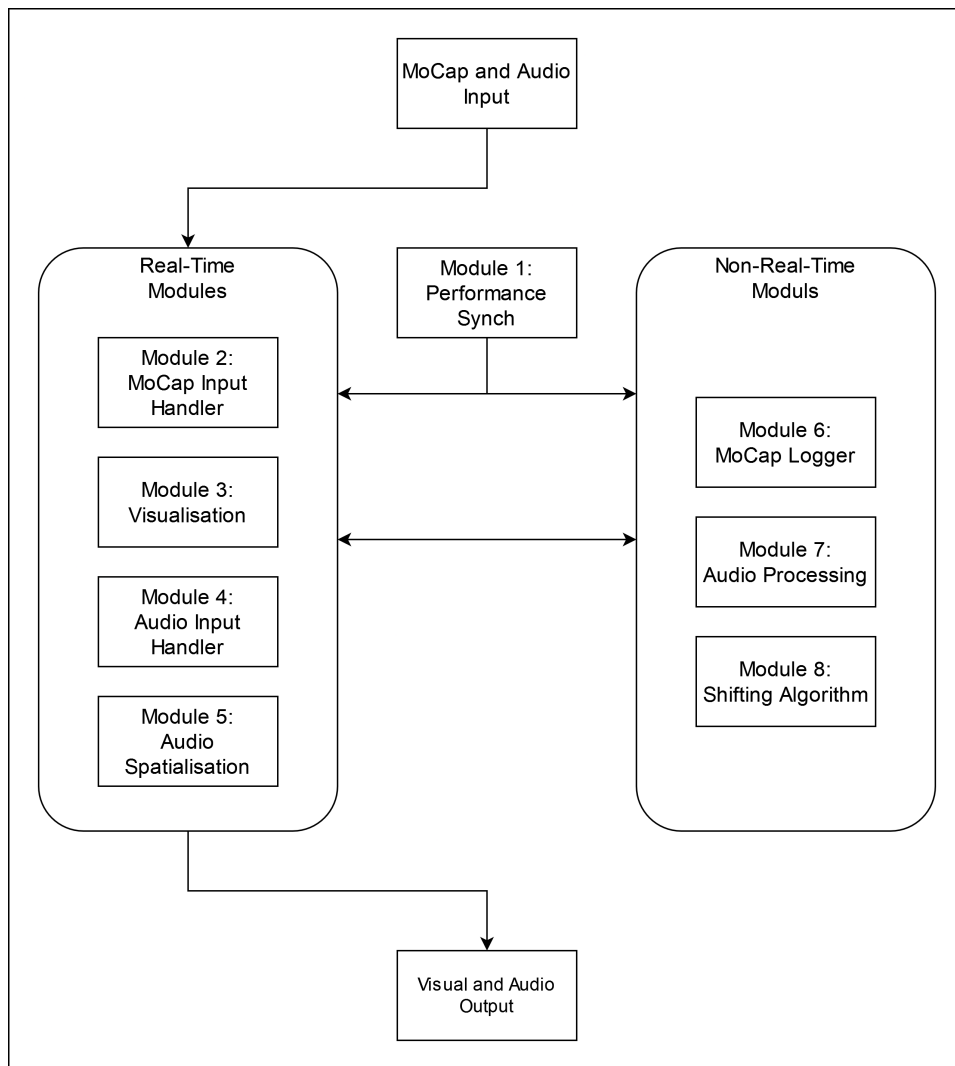 MoCap and Audio
Input
Real-Time
Modules
Module 1:
Performance
Synch
Non-Real-Time
Moduls
Module 2:
MoCap Input
Handler
Module 3:
Visualisation
Module 4:
Audio Input
Handler
Module 5:
Audio
Spatialisation
Module 6:
MoCap Logger
Module 7:
Audio Processing
Module 8:
Shifting Algorithm
Visual and Audio
Output